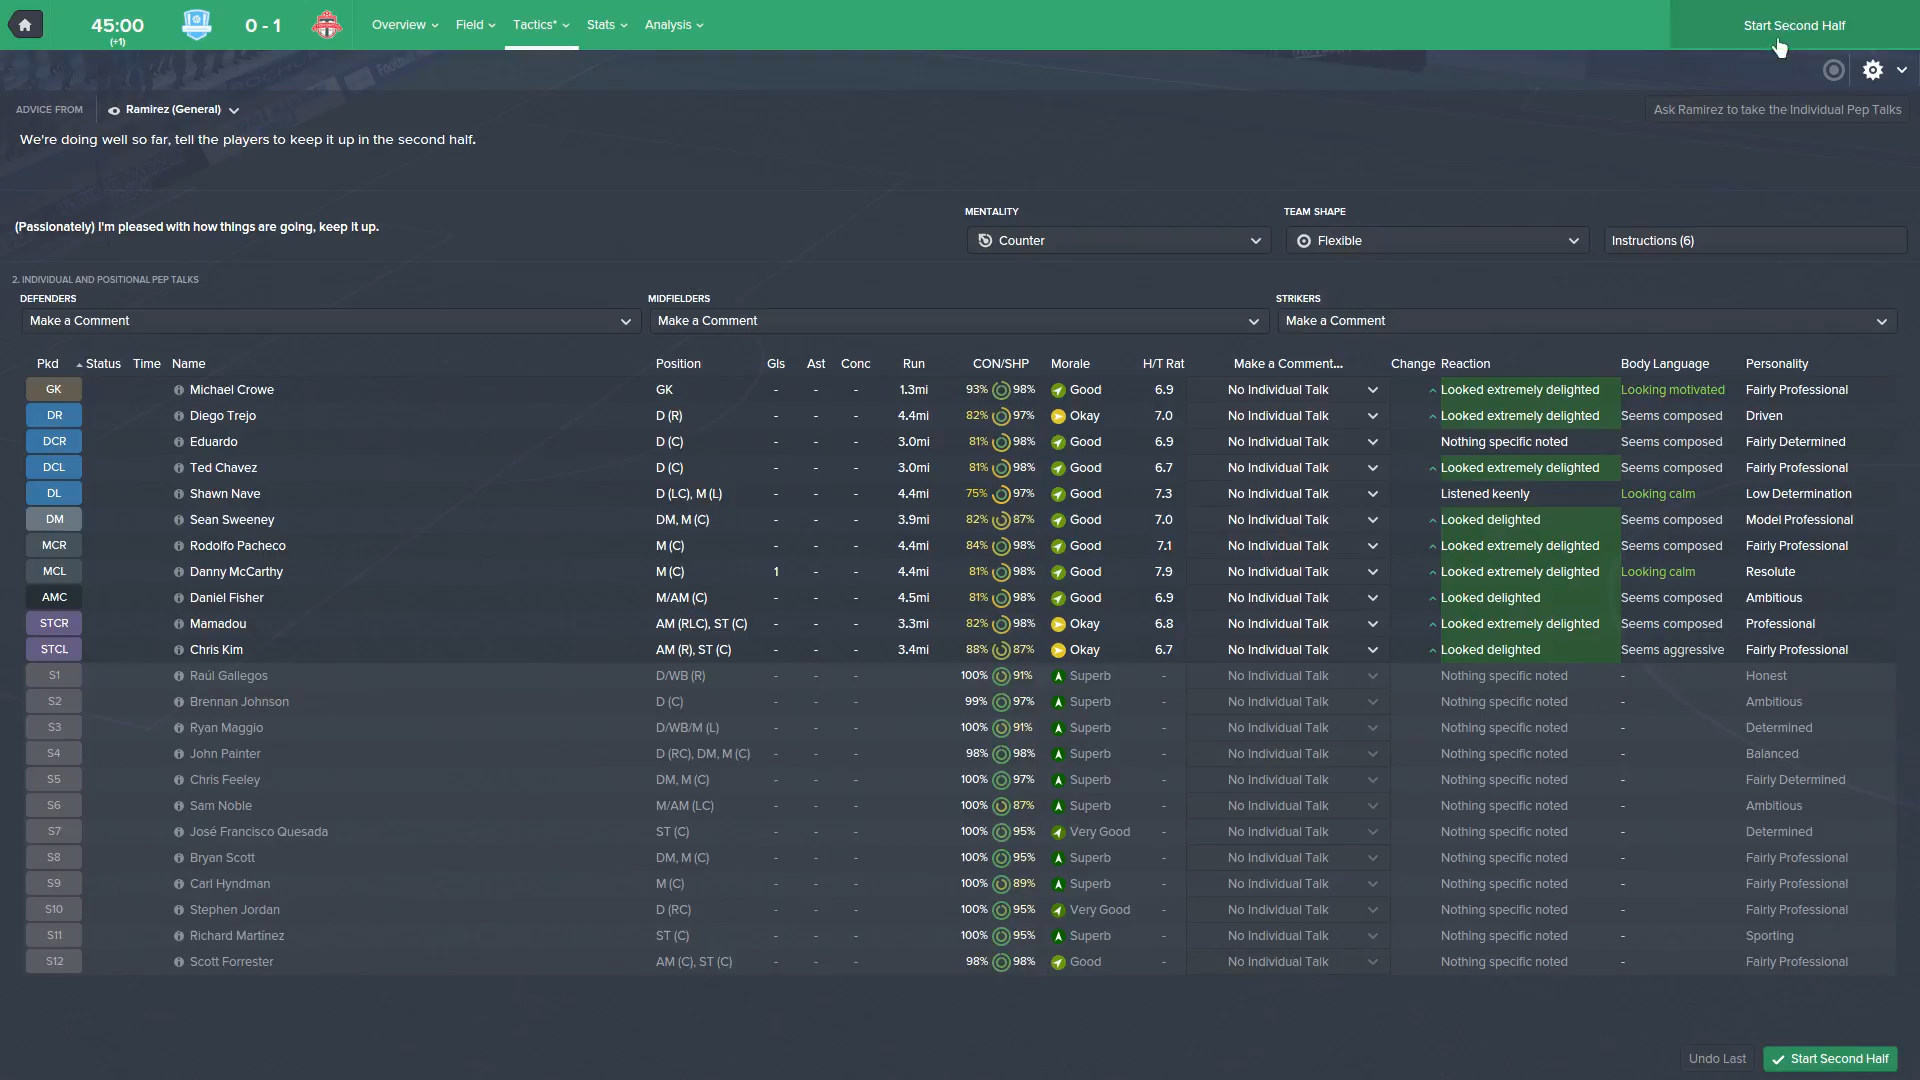 45:00 (+1) 0 - 1 Overview Field Tactics* Stats Analysis Start Second Half
ADVICE FROM Ramirez (General) Ask Ramirez to take the Individual Pep Talks
We're doing well so far, tell the players to keep it up in the second half.
MENTALITY TEAM SHAPE
(Passionately) I'm pleased with how things are going, keep it up. Counter Flexible Instructions (6)
2. INDIVIDUAL AND POSITIONAL PEP TALKS
DEFENDERS MIDFIELDERS STRIKERS
Make a Comment Make a Comment Make a Comment
Pkd Status Time Name Position Gls Ast Conc Run CON/SHP Morale H/T Rat Make a Comment... Change Reaction Body Language Personality
GK Michael Crowe GK - - - 1.3mi 93% 98% Good 6.9 No Individual Talk Looked extremely delighted Looking motivated Fairly Professional
DR Diego Trejo D (R) - - - 4.4mi 82% 97% Okay 7.0 No Individual Talk Looked extremely delighted Seems composed Driven
DCR Eduardo D (C) - - - 3.0mi 81% 98% Good 6.9 No Individual Talk Nothing specific noted Seems composed Fairly Determined
DCL Ted Chavez D (C) - - - 3.0mi 81% 98% Good 6.7 No Individual Talk Looked extremely delighted Seems composed Fairly Professional
DL Shawn Nave D (LC), M (L) - - - 4.4mi 75% 97% Good 7.3 No Individual Talk Listened keenly Looking calm Low Determination
DM Sean Sweeney DM, M (C) - - - 3.9mi 82% 87% Good 7.0 No Individual Talk Looked delighted Seems composed Model Professional
MCR Rodolfo Pacheco M (C) - - - 4.4mi 84% 98% Good 7.1 No Individual Talk Looked extremely delighted Seems composed Fairly Professional
MCL Danny McCarthy M (C) 1 - - 4.4mi 81% 98% Good 7.9 No Individual Talk Looked extremely delighted Looking calm Resolute
AMC Daniel Fisher M/AM (C) - - - 4.5mi 81% 98% Good 6.9 No Individual Talk Looked delighted Seems composed Ambitious
STCR Mamadou AM (RLC), ST (C) - - - 3.3mi 82% 98% Okay 6.8 No Individual Talk Looked extremely delighted Seems composed Professional
STCL Chris Kim AM (R), ST (C) - - - 3.4mi 88% 87% Okay 6.7 No Individual Talk Looked delighted Seems aggressive Fairly Professional
S1 Raúl Gallegos D/WB (R) - - - 100% 91% Superb - No Individual Talk Nothing specific noted - Honest
S2 Brennan Johnson D (C) - - - 99% 97% Superb - No Individual Talk Nothing specific noted - Ambitious
S3 Ryan Maggio D/WB/M (L) - - - 100% 91% Superb - No Individual Talk Nothing specific noted - Determined
S4 John Painter D (RC), DM, M (C) - - - 98% 98% Superb - No Individual Talk Nothing specific noted - Balanced
S5 Chris Feeley DM, M (C) - - - 100% 97% Superb - No Individual Talk Nothing specific noted - Fairly Determined
S6 Sam Noble M/AM (LC) - - - 100% 87% Superb - No Individual Talk Nothing specific noted - Ambitious
S7 José Francisco Quesada ST (C) - - - 100% 95% Very Good - No Individual Talk Nothing specific noted - Determined
S8 Bryan Scott DM, M (C) - - - 100% 95% Superb - No Individual Talk Nothing specific noted - Fairly Professional
S9 Carl Hyndman M (C) - - - 100% 89% Superb - No Individual Talk Nothing specific noted - Fairly Professional
S10 Stephen Jordan D (RC) - - - 100% 95% Very Good - No Individual Talk Nothing specific noted - Fairly Professional
S11 Richard Martínez ST (C) - - - 100% 95% Superb - No Individual Talk Nothing specific noted - Sporting
S12 Scott Forrester AM (C), ST (C) - - - 98% 98% Good - No Individual Talk Nothing specific noted - Fairly Professional
Undo Last Start Second Half